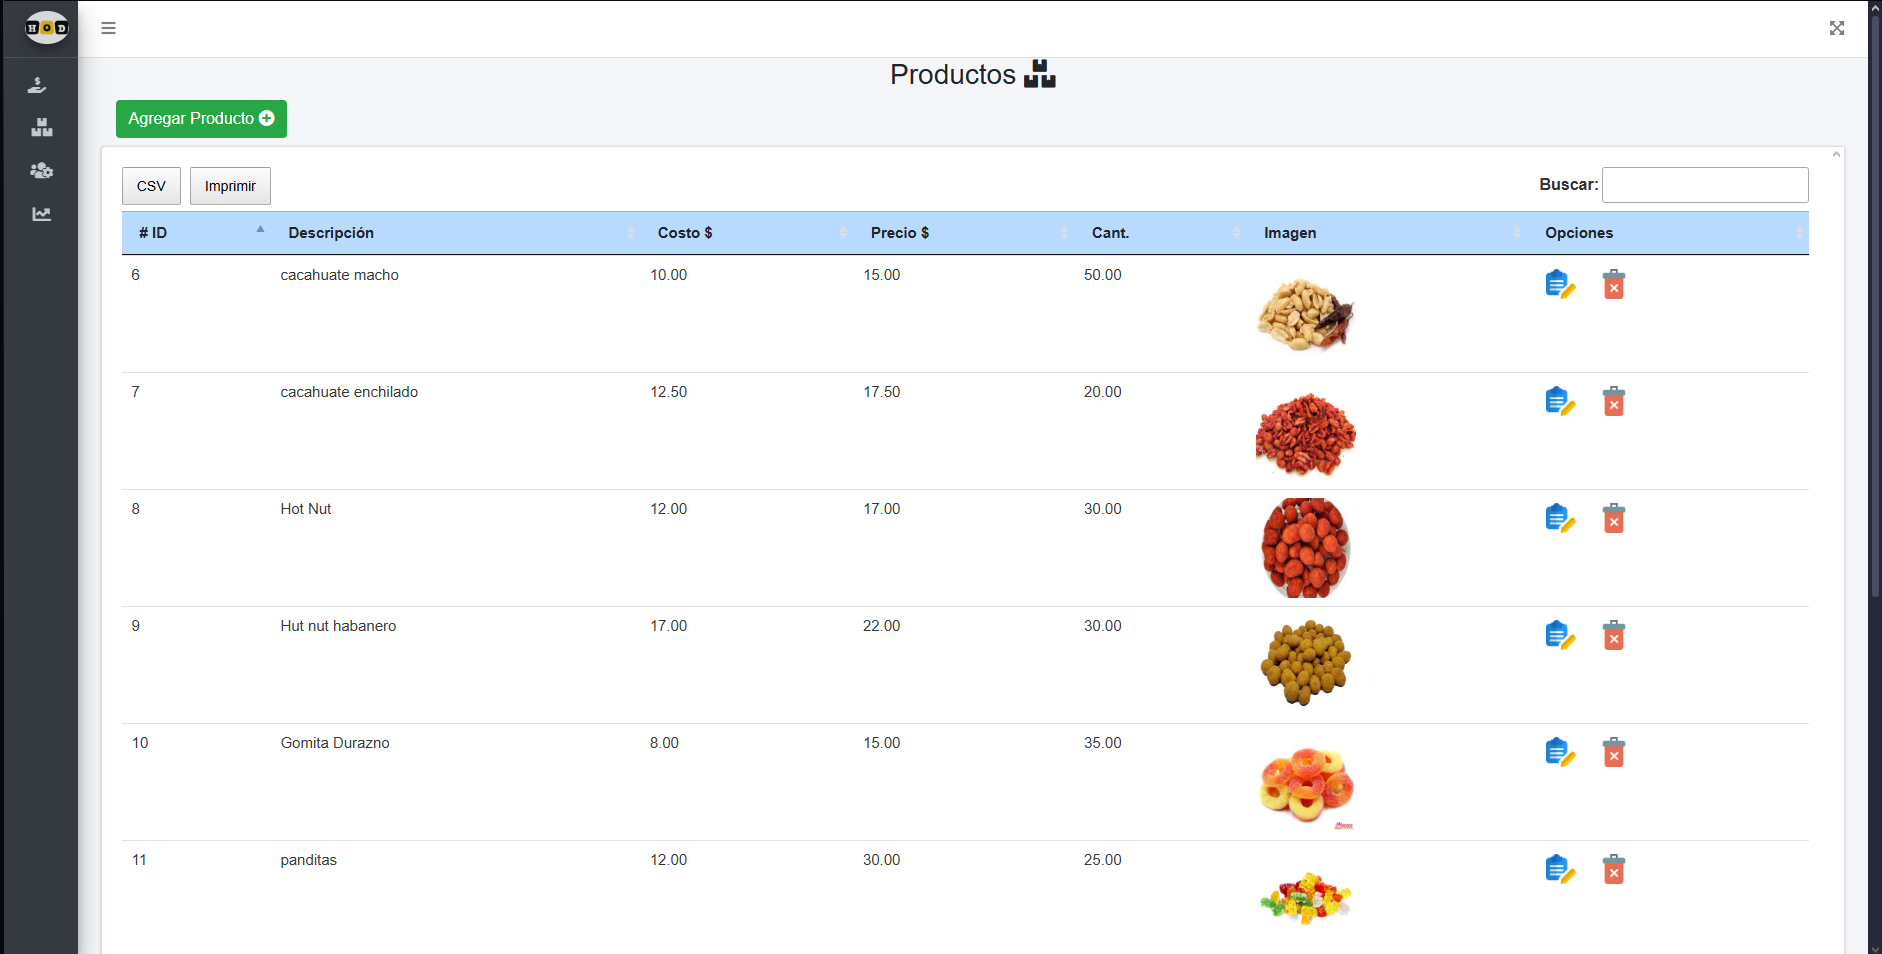 HOD
Productos
Agregar Producto
CSV Imprimir Buscar:
# ID Descripción Costo $ Precio $ Cant. Imagen Opciones
6 cacahuate macho 10.00 15.00 50.00
7 cacahuate enchilado 12.50 17.50 20.00
8 Hot Nut 12.00 17.00 30.00
9 Hut nut habanero 17.00 22.00 30.00
10 Gomita Durazno 8.00 15.00 35.00
11 panditas 12.00 30.00 25.00